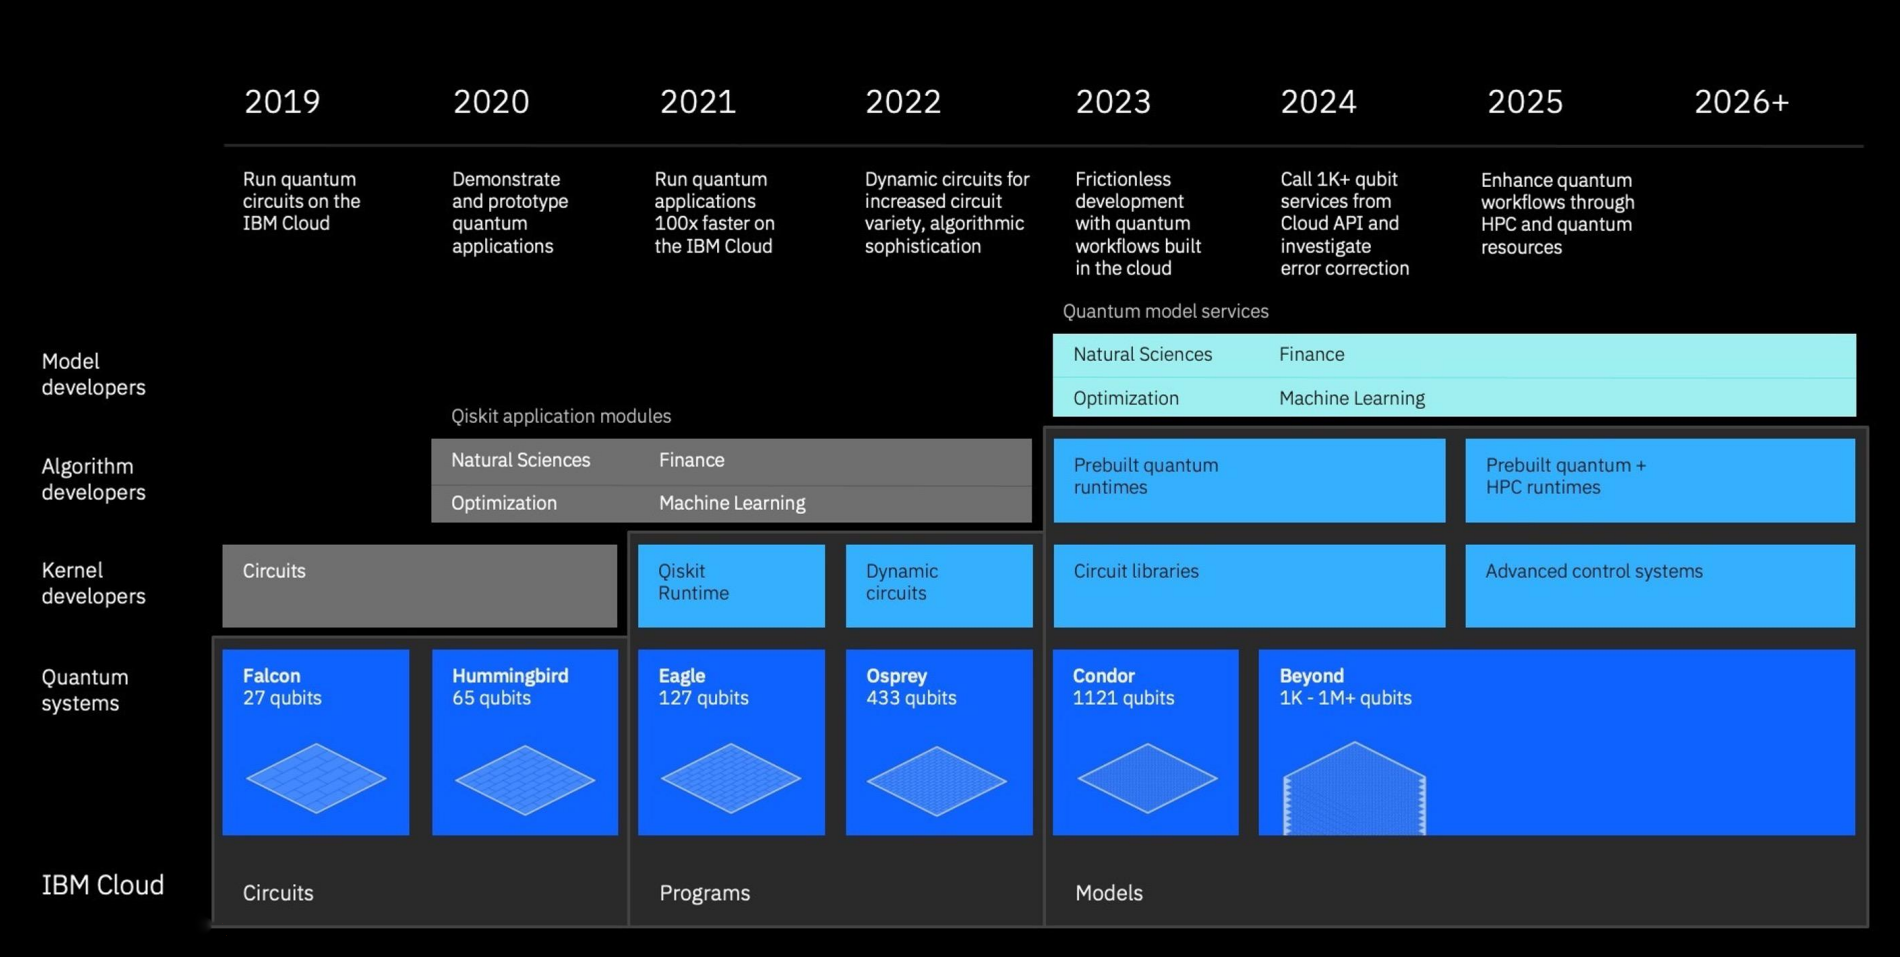 2019
2020
2021
2022
2023
2024
2025
2026+
Run quantum
circuits on the
IBM Cloud
Demonstrate
and prototype
quantum
applications
Run quantum
applications
100x faster on
the IBM Cloud
Dynamic circuits for
increased circuit
variety, algorithmic
sophistication
Frictionless
development
with quantum
workflows built
in the cloud
Call 1K+ qubit
services from
Cloud API and
investigate
error correction
Enhance quantum
workflows through
HPC and quantum
resources
Model
developers
Quantum model services
Natural Sciences
Finance
Optimization
Machine Learning
Algorithm
developers
Qiskit application modules
Natural Sciences
Finance
Optimization
Machine Learning
Prebuilt quantum
runtimes
Prebuilt quantum +
HPC runtimes
Kernel
developers
Circuits
Qiskit
Runtime
Dynamic
circuits
Circuit libraries
Advanced control systems
Quantum
systems
Falcon
27 qubits
Hummingbird
65 qubits
Eagle
127 qubits
Osprey
433 qubits
Condor
1121 qubits
Beyond
1K - 1M+ qubits
IBM Cloud
Circuits
Programs
Models